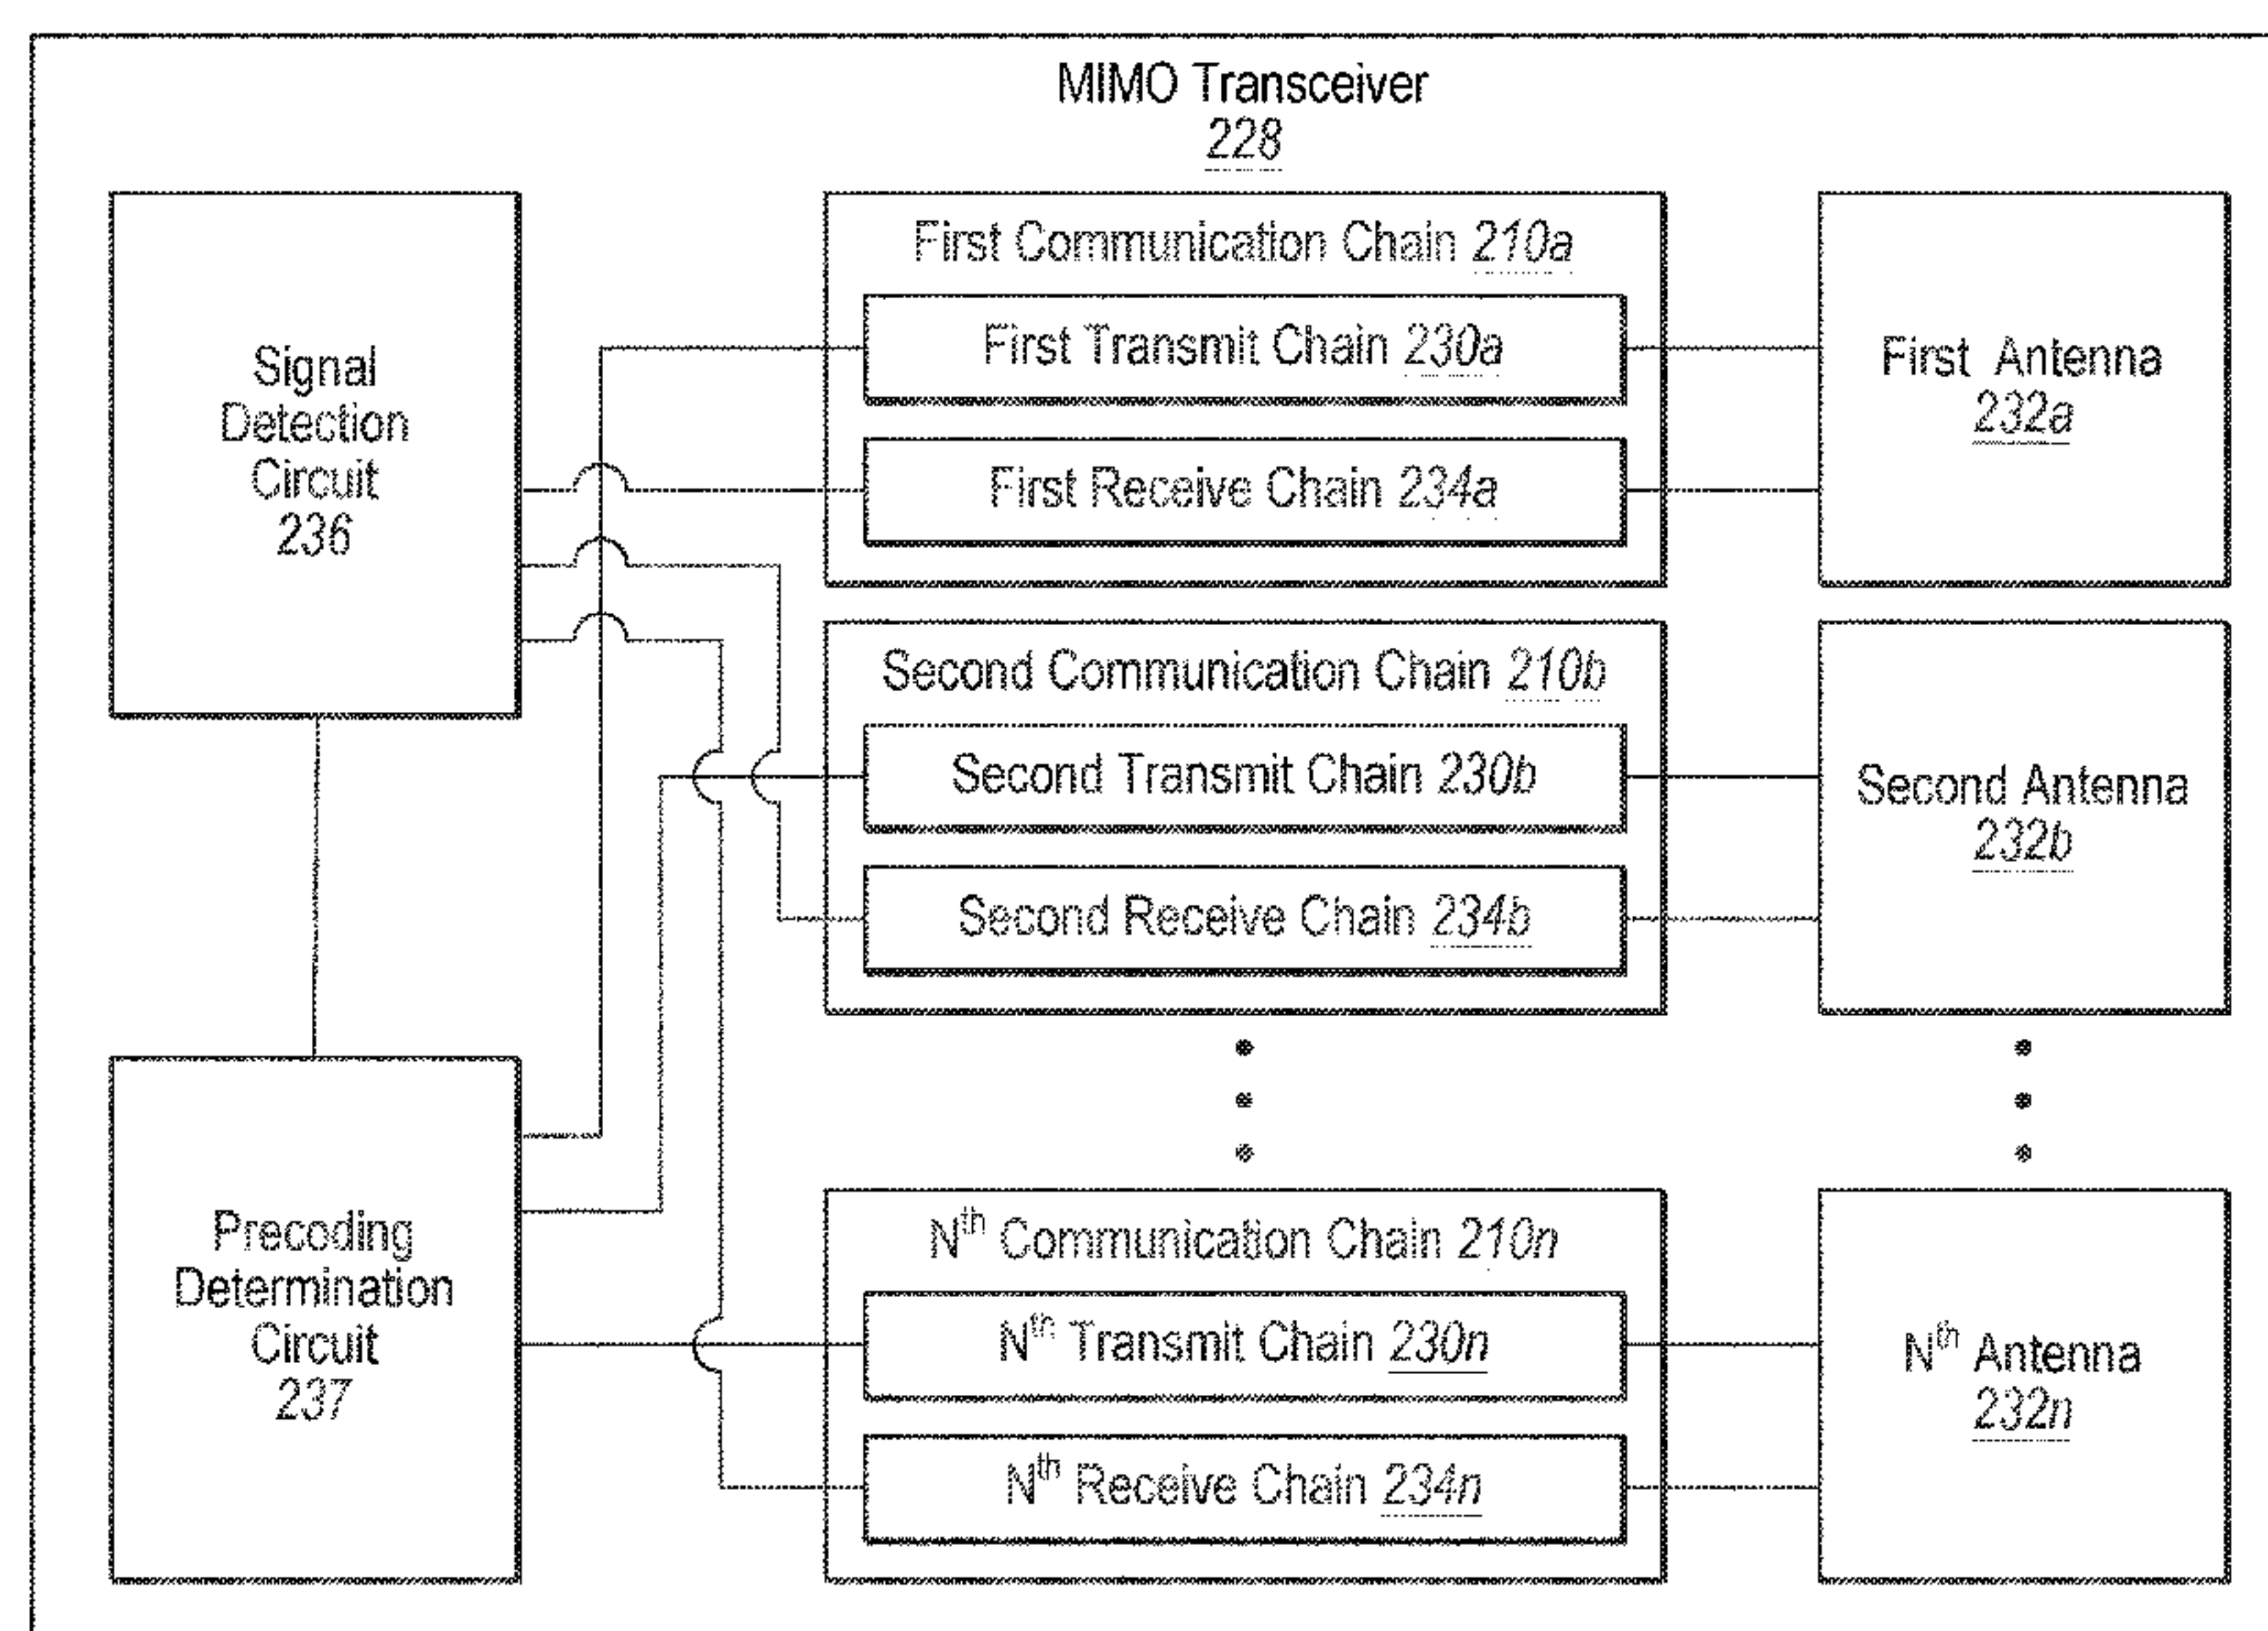 MIMO Transceiver
228
Signal
Detection
Circuit
236
First Communication Chain 210a
First Transmit Chain 230a
First Receive Chain 234a
First Antenna
232a
Second Communication Chain 210b
Second Transmit Chain 230b
Second Receive Chain 234b
Second Antenna
232b
Precoding
Determination
Circuit
237
Nth Communication Chain 210n
Nth Transmit Chain 230n
Nth Receive Chain 234n
Nth Antenna
232n